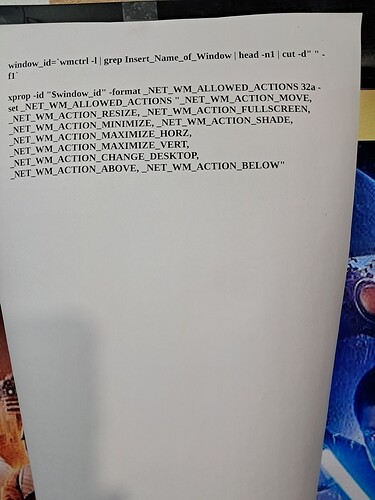 window_id=`wmctrl -l | grep Insert_Name_of_Window | head -n1 | cut -d" " -
f1`
xprop -id "$window_id" -format _NET_WM_ALLOWED_ACTIONS 32a -
set _NET_WM_ALLOWED_ACTIONS "_NET_WM_ACTION_MOVE,
_NET_WM_ACTION_RESIZE, _NET_WM_ACTION_FULLSCREEN,
_NET_WM_ACTION_MINIMIZE, _NET_WM_ACTION_SHADE,
_NET_WM_ACTION_MAXIMIZE_HORZ,
_NET_WM_ACTION_MAXIMIZE_VERT,
_NET_WM_ACTION_CHANGE_DESKTOP,
_NET_WM_ACTION_ABOVE, _NET_WM_ACTION_BELOW"